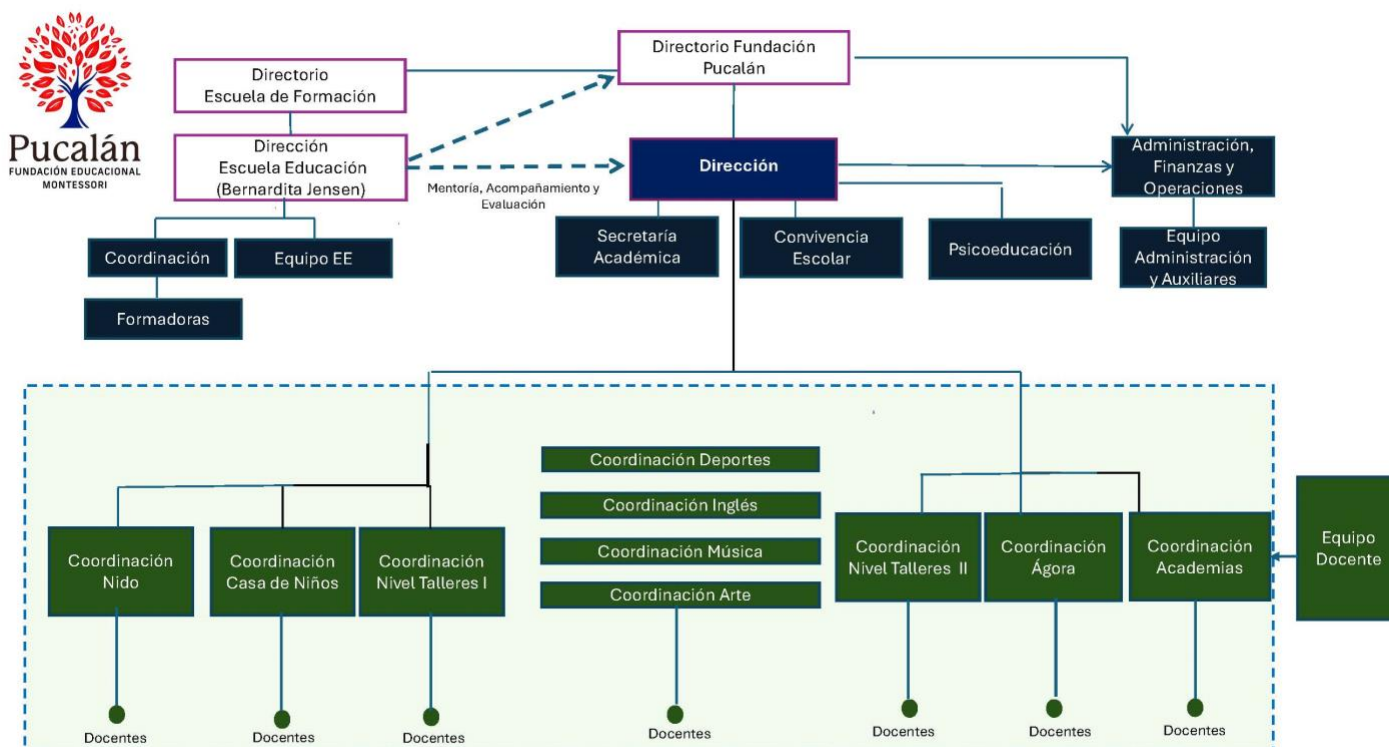 Pucalán
FUNDACIÓN EDUCACIONAL
MONTESSORI
Directorio
Escuela de Formación
Directorio Fundación
Pucalán
Dirección
Escuela Educación
(Bernardita Jensen)
Mentoría, Acompañamiento y
Evaluación
Dirección
Administración,
Finanzas y
Operaciones
Coordinación
Equipo EE
Formadoras
Secretaría
Académica
Convivencia
Escolar
Psicoeducación
Equipo
Administración
y Auxiliares
Coordinación Deportes
Coordinación Inglés
Coordinación Música
Coordinación Arte
Coordinación
Nido
Coordinación
Casa de Niños
Coordinación
Nivel Talleres I
Coordinación
Nivel Talleres II
Coordinación
Ágora
Coordinación
Academias
Equipo
Docente
Docentes
Docentes
Docentes
Docentes
Docentes
Docentes
Docentes